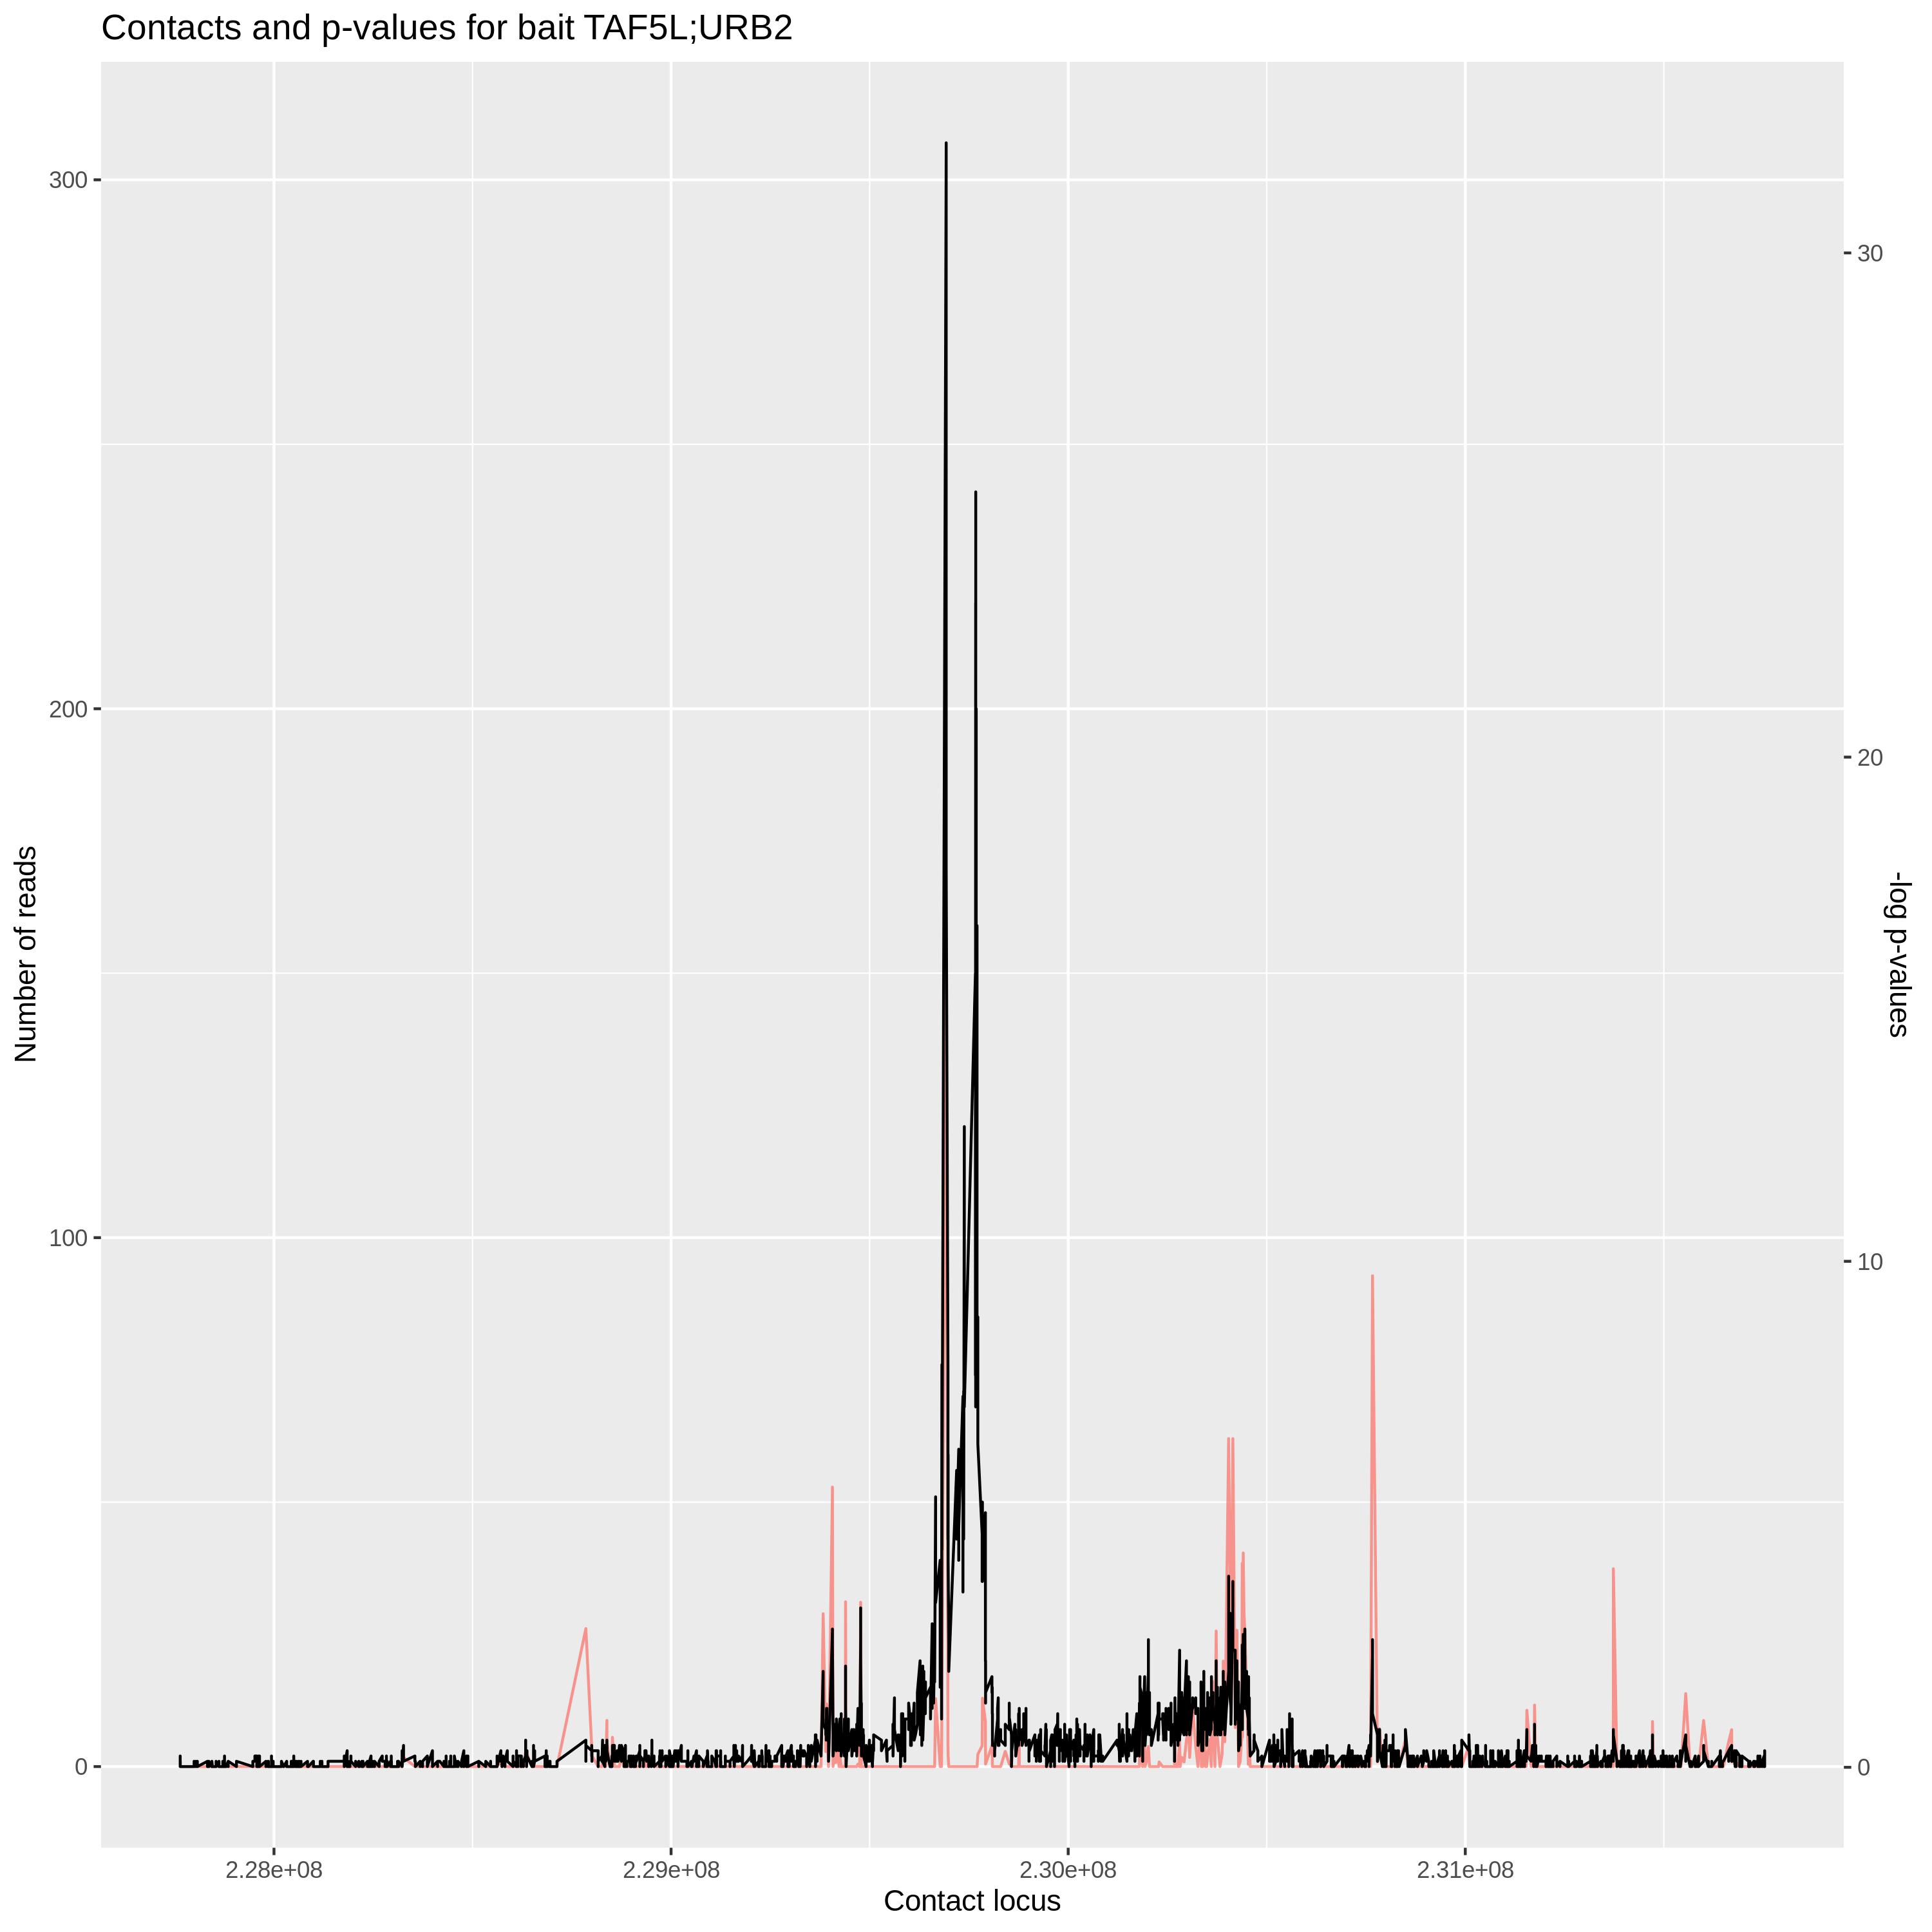 Contacts and p-values for bait TAF5L;URB2
300
200
100
0
Number of reads
30
20
10
0
-log p-values
2.28e+08
2.29e+08
2.30e+08
2.31e+08
Contact locus